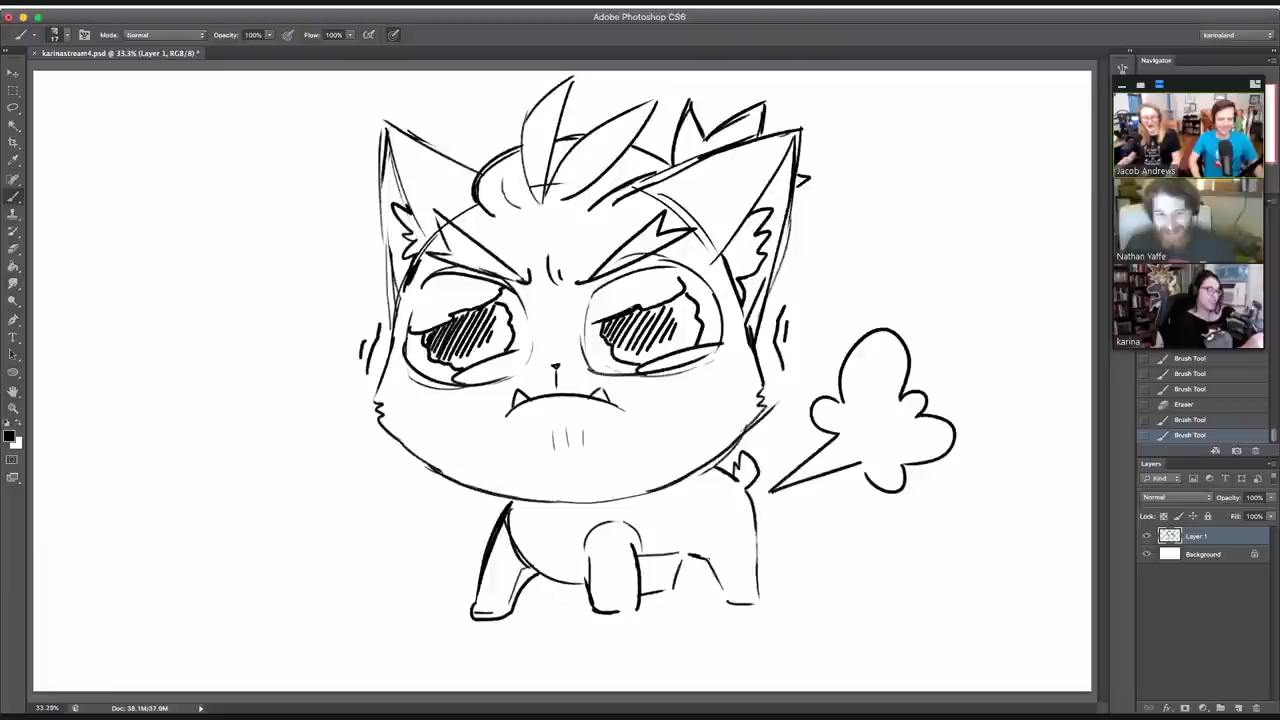 Adobe Photoshop CS6
17
Mode: Normal
Opacity: 100%
Flow: 100%
karinaland
karinastream4.psd @ 33.3% (Layer 1, RGB/8) *
Navigator
Jacob Andrews
Nathan Yaffe
karina
Brush Tool
Brush Tool
Brush Tool
Eraser
Brush Tool
Brush Tool
Layers
Kind
Normal
Opacity: 100%
Lock:
Fill: 100%
Layer 1
Background
33.29%
Doc: 38.1M/37.9M